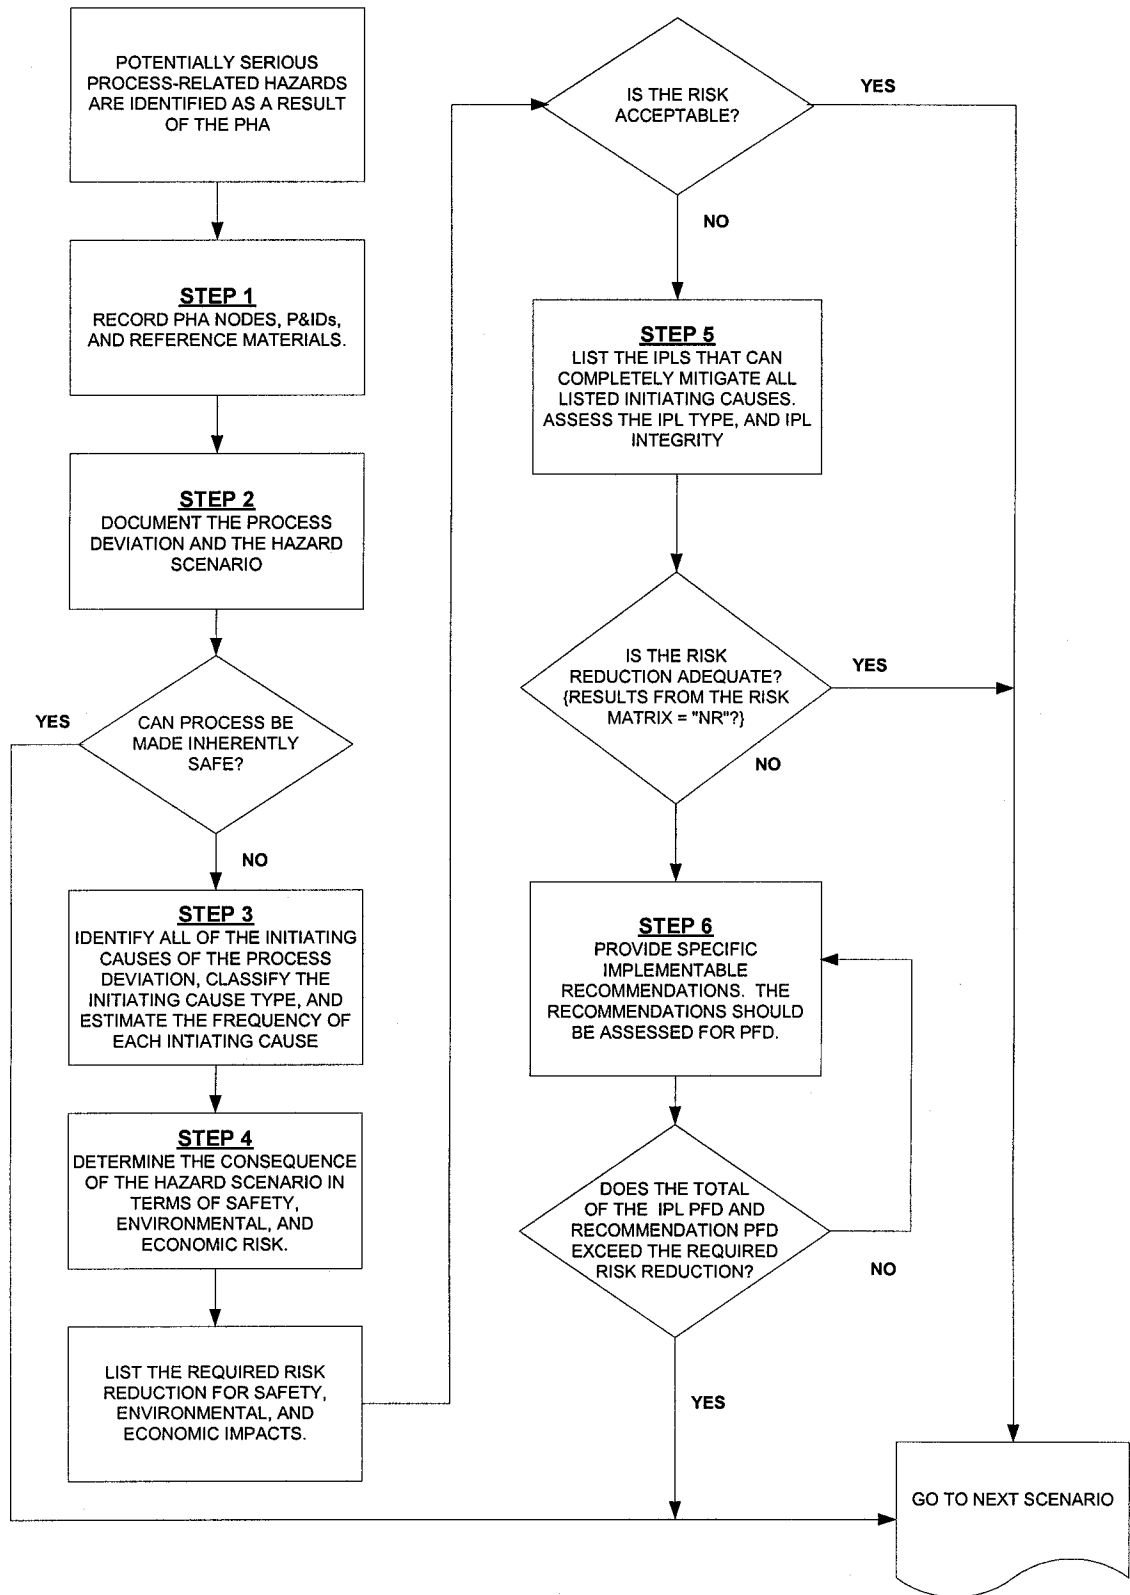 POTENTIALLY SERIOUS
PROCESS-RELATED HAZARDS
ARE IDENTIFIED AS A RESULT
OF THE PHA
STEP 1
RECORD PHA NODES, P&IDs,
AND REFERENCE MATERIALS.
STEP 2
DOCUMENT THE PROCESS
DEVIATION AND THE HAZARD
SCENARIO
YES
CAN PROCESS BE
MADE INHERENTLY
SAFE?
NO
STEP 3
IDENTIFY ALL OF THE INITIATING
CAUSES OF THE PROCESS
DEVIATION, CLASSIFY THE
INITIATING CAUSE TYPE, AND
ESTIMATE THE FREQUENCY OF
EACH INTIATING CAUSE
STEP 4
DETERMINE THE CONSEQUENCE
OF THE HAZARD SCENARIO IN
TERMS OF SAFETY,
ENVIRONMENTAL, AND
ECONOMIC RISK.
LIST THE REQUIRED RISK
REDUCTION FOR SAFETY,
ENVIRONMENTAL, AND
ECONOMIC IMPACTS.
IS THE RISK
ACCEPTABLE?
YES
NO
STEP 5
LIST THE IPLS THAT CAN
COMPLETELY MITIGATE ALL
LISTED INITIATING CAUSES.
ASSESS THE IPL TYPE, AND IPL
INTEGRITY
IS THE RISK
REDUCTION ADEQUATE?
{RESULTS FROM THE RISK
MATRIX = "NR"?}
YES
NO
STEP 6
PROVIDE SPECIFIC
IMPLEMENTABLE
RECOMMENDATIONS. THE
RECOMMENDATIONS SHOULD
BE ASSESSED FOR PFD.
DOES THE TOTAL
OF THE IPL PFD AND
RECOMMENDATION PFD
EXCEED THE REQUIRED
RISK REDUCTION?
NO
YES
GO TO NEXT SCENARIO